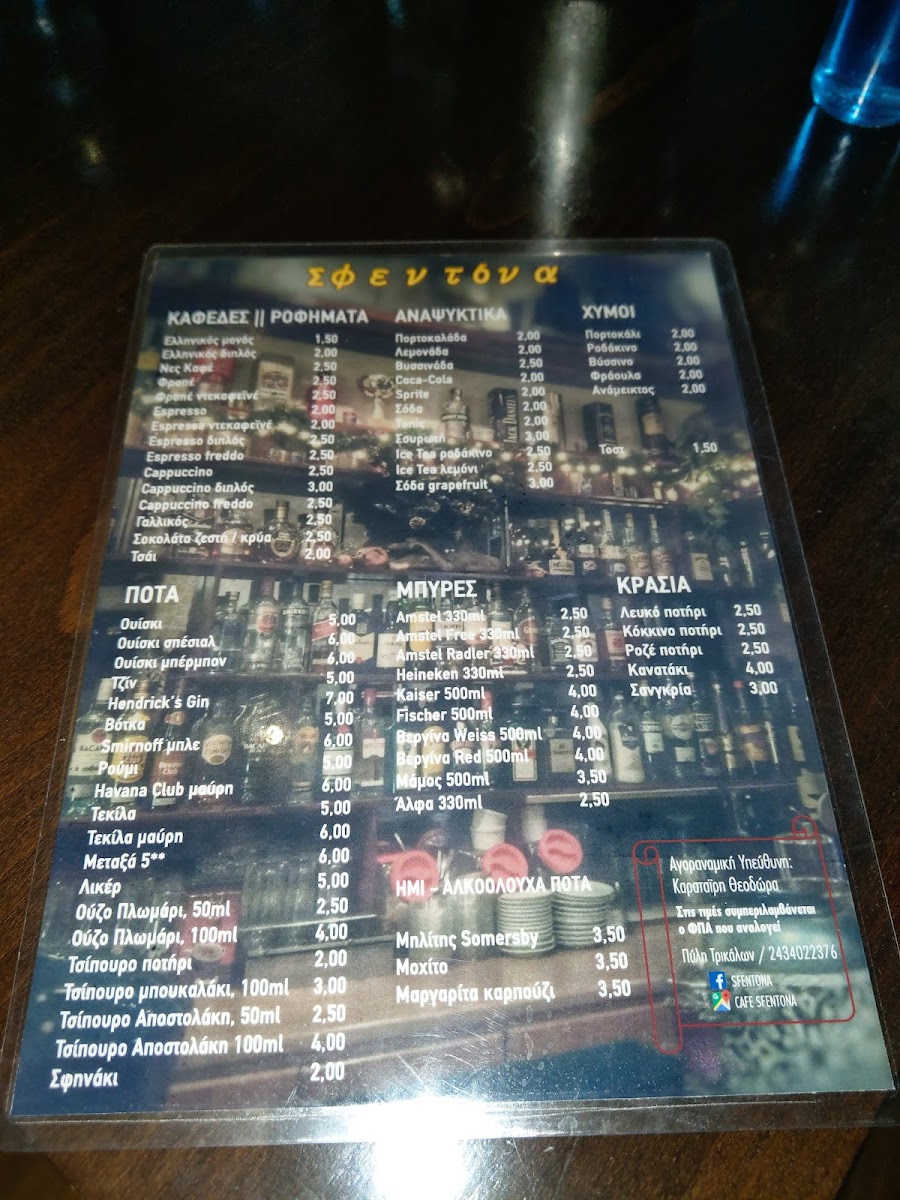 Σφεντόνα
ΚΑΦΕΔΕΣ || ΡΟΦΗΜΑΤΑ
Ελληνικός μονός 1,50
Ελληνικός διπλός 2,00
Νες Καφέ 2,50
Φραπέ 2,50
Φραπέ ντεκαφεϊνέ 2,50
Espresso 2,00
Espresso ντεκαφεϊνέ 2,00
Espresso διπλός 2,50
Espresso freddo 2,50
Cappuccino 2,50
Cappuccino διπλός 3,00
Cappuccino freddo 2,50
Γαλλικός 2,50
Σοκολάτα ζεστή / κρύα 2,50
Τσάι 2,00
ΑΝΑΨΥΚΤΙΚΑ
Πορτοκαλάδα 2,00
Λεμονάδα 2,00
Βυσσινάδα 2,50
Coca-Cola 2,00
Sprite 2,00
Σόδα 2,00
Tonic 2,00
Σουρωτή 3,00
Ice Tea ροδάκινο 2,50
Ice Tea λεμόνι 2,50
Σόδα grapefruit 3,00
ΧΥΜΟΙ
Πορτοκάλι 2,00
Ροδάκινο 2,00
Βύσσινο 2,00
Φράουλα 2,00
Ανάμεικτος 2,00
Τοστ 1,50
ΠΟΤΑ
Ουίσκι 5,00
Ουίσκι σπέσιαλ 6,00
Ουίσκι μπέρμπον 6,00
Τζίν 5,00
Hendrick's Gin 7,00
Βότκα 5,00
Smirnoff μπλε 6,00
Ρούμι 5,00
Havana Club μαύρη 6,00
Τεκίλα 5,00
Τεκίλα μαύρη 6,00
Μεταξά 5** 6,00
Λικέρ 5,00
Ούζο Πλωμάρι, 50ml 2,50
Ούζο Πλωμάρι, 100ml 4,00
Τσίπουρο ποτήρι 2,00
Τσίπουρο μπουκαλάκι, 100ml 3,00
Τσίπουρο Αποστολάκη, 50ml 2,50
Τσίπουρο Αποστολάκη 100ml 4,00
Σφηνάκι 2,00
ΜΠΥΡΕΣ
Amstel 330ml 2,50
Amstel Free 330ml 2,50
Amstel Radler 330ml 2,50
Heineken 330ml 2,50
Kaiser 500ml 4,00
Fischer 500ml 4,00
Βεργίνα Weiss 500ml 4,00
Βεργίνα Red 500ml 4,00
Μάμος 500ml 3,50
Άλφα 330ml 2,50
ΚΡΑΣΙΑ
Λευκό ποτήρι 2,50
Κόκκινο ποτήρι 2,50
Ροζέ ποτήρι 2,50
Κανατάκι 4,00
Σανγκρία 3,00
ΗΜΙ - ΑΛΚΟΟΛΟΥΧΑ ΠΟΤΑ
Μηλίτης Somersby 3,50
Μοχίτο 3,50
Μαργαρίτα καρπούζι 3,50
Αγορανομική Υπεύθυνη:
Καραταΐρη Θεοδώρα
Στις τιμές συμπεριλαμβάνεται
ο ΦΠΑ που αναλογεί
Πύλη Τρικάλων / 2434022376
SFENTONA
CAFE SFENTONA
JACK DANIEL'S